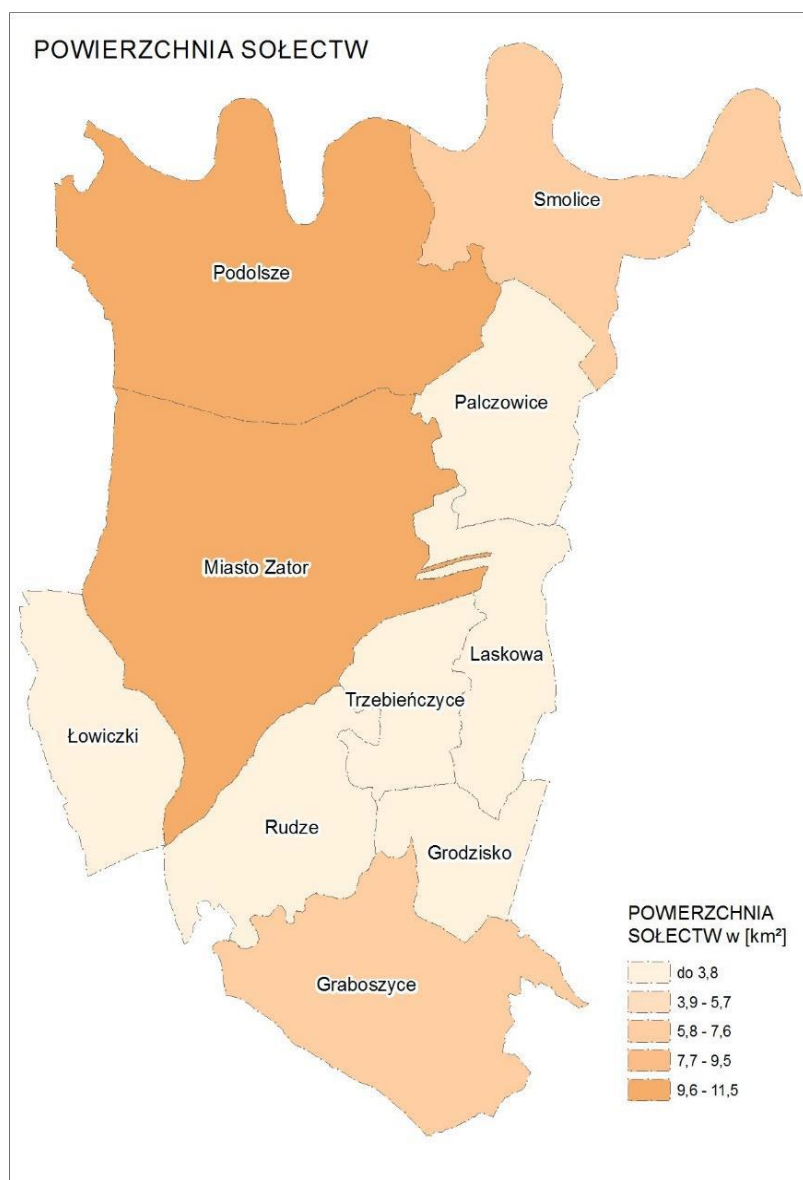 POWIERZCHNIA SOŁECTW
Smolice
Podolsze
Palczowice
Miasto Zator
Laskowa
Trzebieńczyce
Łowiczki
Rudze
Grodzisko
Graboszyce
POWIERZCHNIA
SOŁECTW w [km²]
do 3,8
3,9 - 5,7
5,8 - 7,6
7,7 - 9,5
9,6 - 11,5